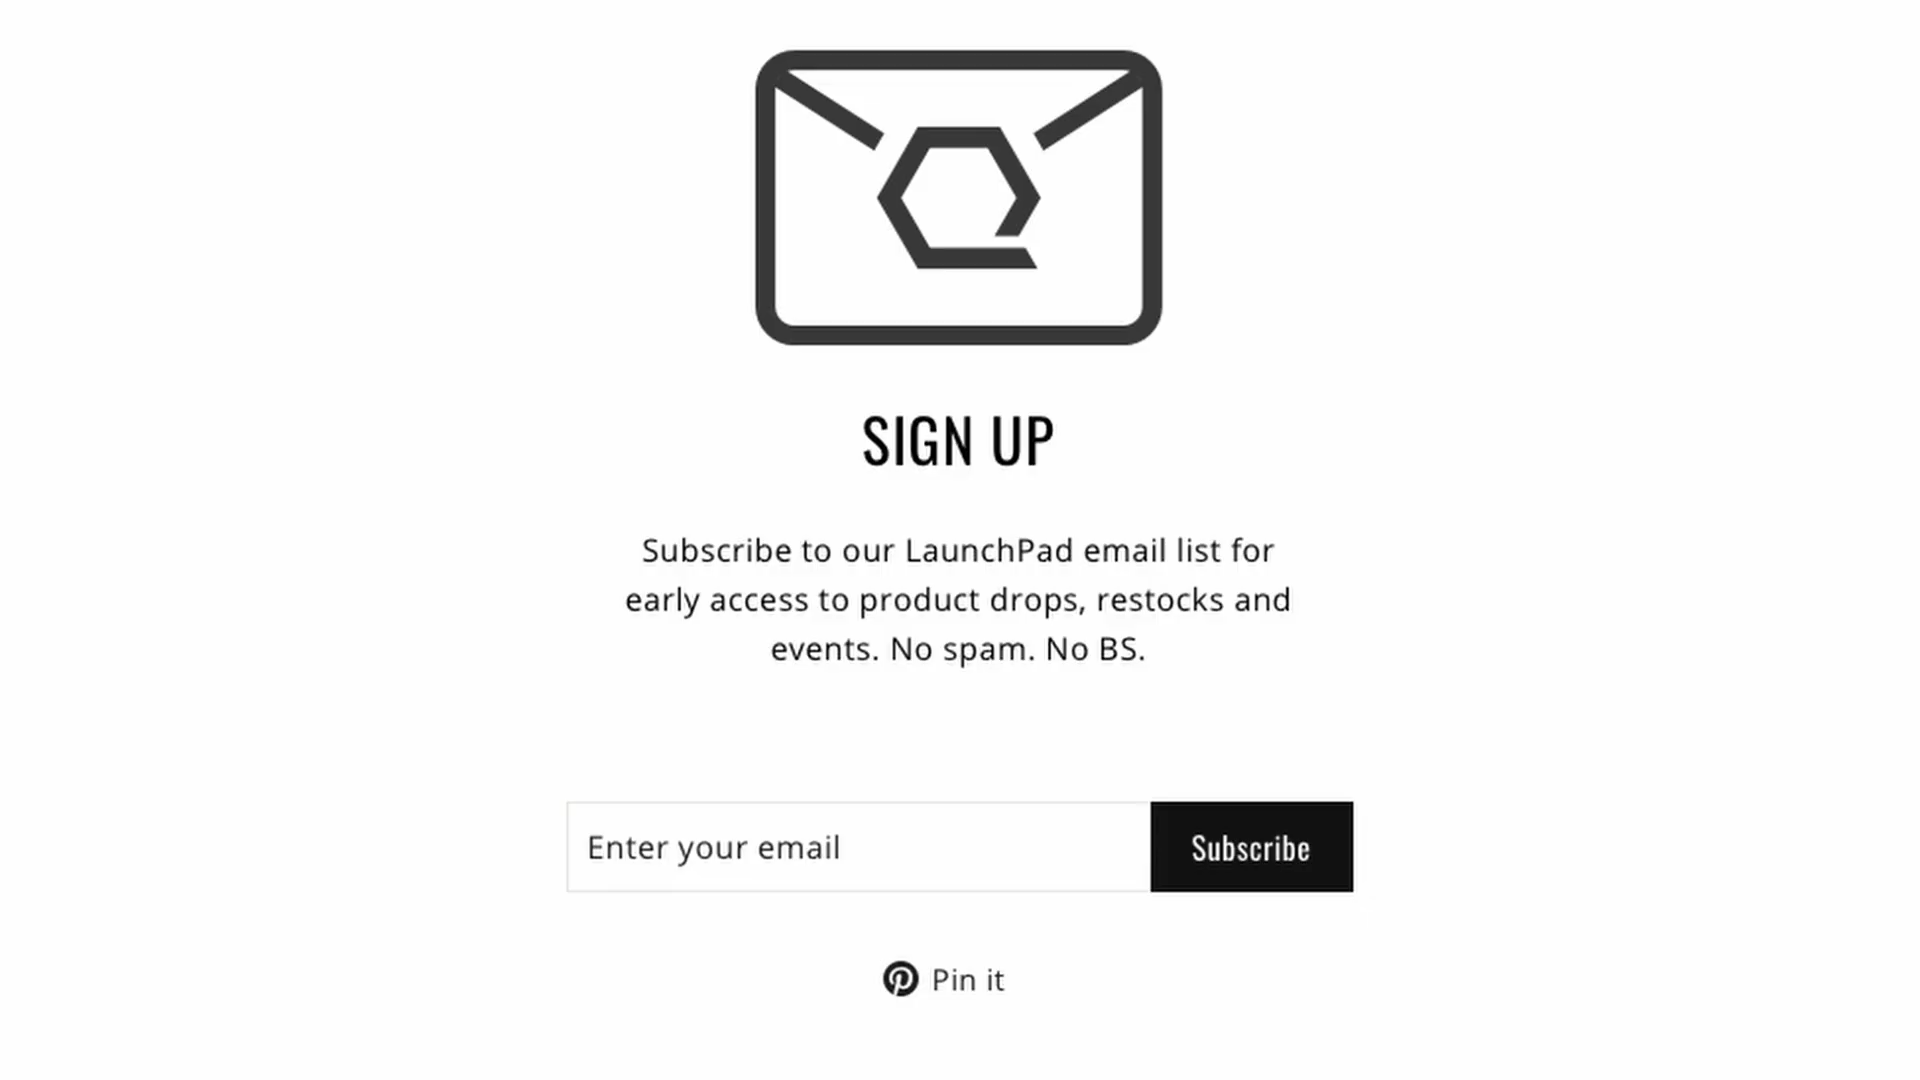 SIGN UP
Subscribe to our LaunchPad email list for
early access to product drops, restocks and
events. No spam. No BS.
Enter your email
Subscribe
Pin it